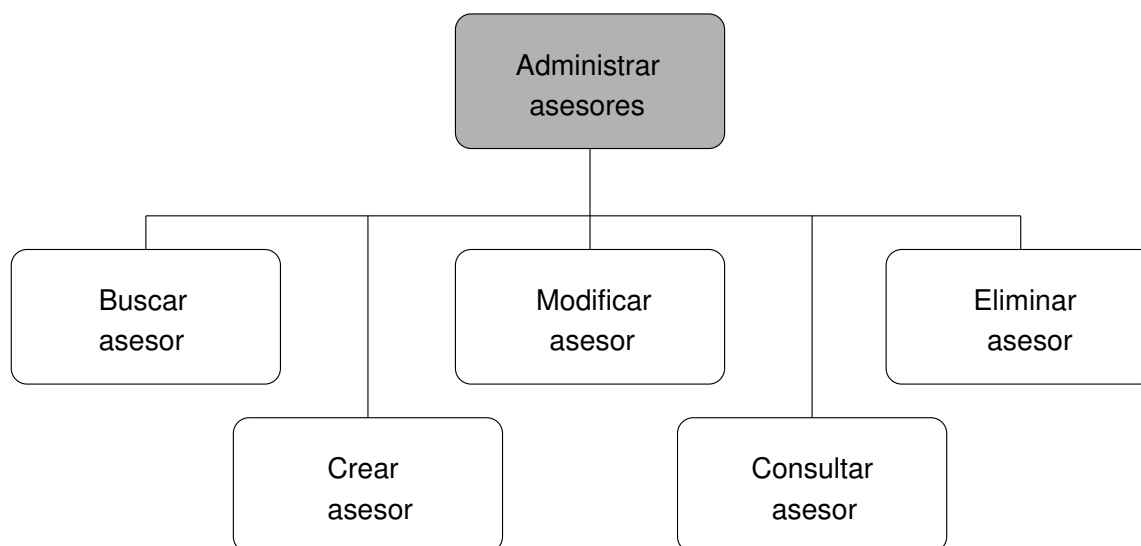 Administrar
asesores
Buscar
asesor
Modificar
asesor
Eliminar
asesor
Crear
asesor
Consultar
asesor